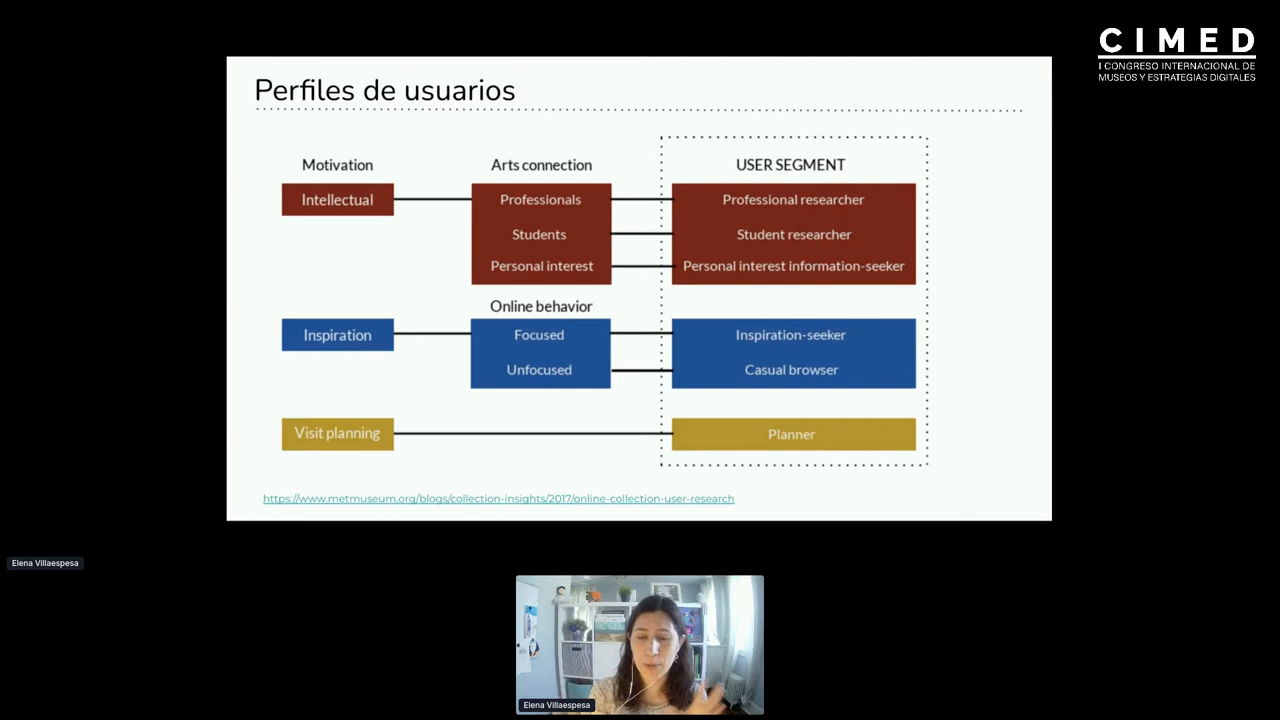 CIMED
I CONGRESO INTERNACIONAL DE
MUSEOS Y ESTRATEGIAS DIGITALES
Perfiles de usuarios
Motivation
Arts connection
USER SEGMENT
Intellectual
Professionals
Professional researcher
Students
Student researcher
Personal interest
Personal interest information-seeker
Online behavior
Inspiration
Focused
Inspiration-seeker
Unfocused
Casual browser
Visit planning
Planner
https://www.metmuseum.org/blogs/collection-insights/2017/online-collection-user-research
Elena Villaespesa
Elena Villaespesa